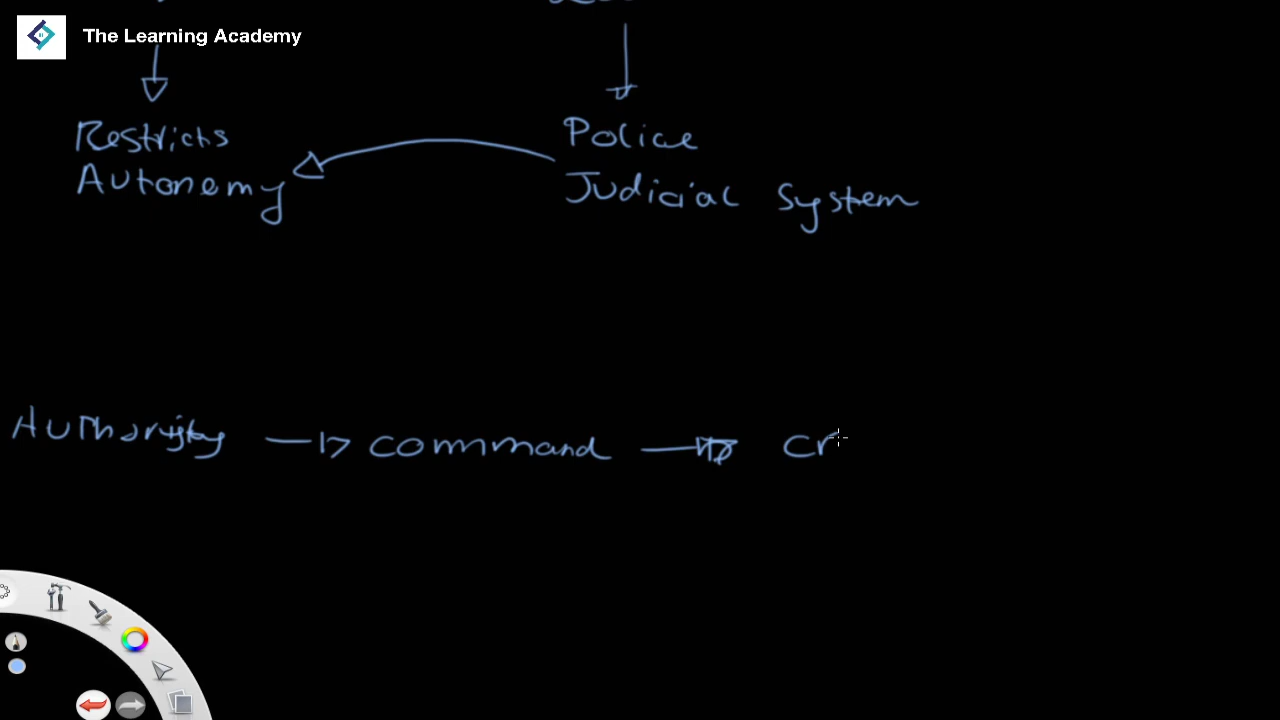 The Learning Academy
Restricts
Autonomy
Police
Judicial System
Authority
command
Cr